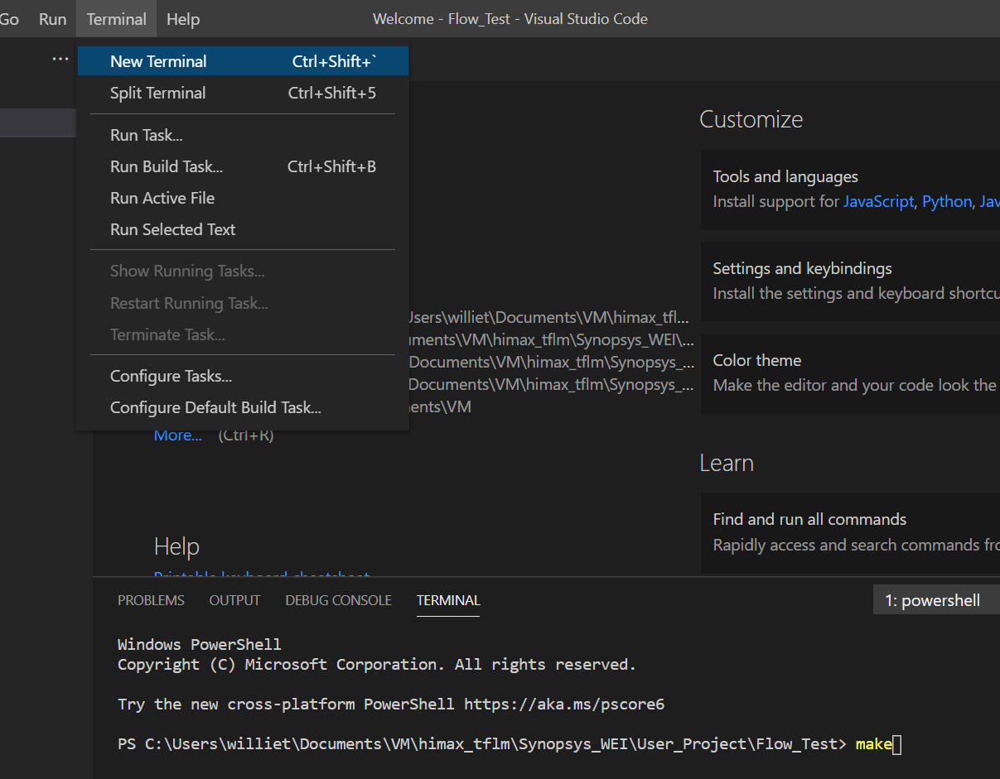 Go Run Terminal Help Welcome - Flow_Test - Visual Studio Code
...
New Terminal Ctrl+Shift+`
Split Terminal Ctrl+Shift+5
Run Task...
Run Build Task... Ctrl+Shift+B
Run Active File
Run Selected Text
Show Running Tasks...
Restart Running Task...
Terminate Task...
Configure Tasks...
Configure Default Build Task...
Users\williet\Documents\VM\himax_tfl...
uments\VM\himax_tflm\Synopsys_WEI\...
Documents\VM\himax_tflm\Synopsys_...
Documents\VM\himax_tflm\Synopsys_...
ents\VM
More... (Ctrl+R)
Help
Printable keyboard cheatsheet
Customize
Tools and languages
Install support for JavaScript, Python, Jav
Settings and keybindings
Install the settings and keyboard shortcu
Color theme
Make the editor and your code look the
Learn
Find and run all commands
Rapidly access and search commands fro
PROBLEMS OUTPUT DEBUG CONSOLE TERMINAL 1: powershell
Windows PowerShell
Copyright (C) Microsoft Corporation. All rights reserved.
Try the new cross-platform PowerShell https://aka.ms/pscore6
PS C:\Users\williet\Documents\VM\himax_tflm\Synopsys_WEI\User_Project\Flow_Test> make